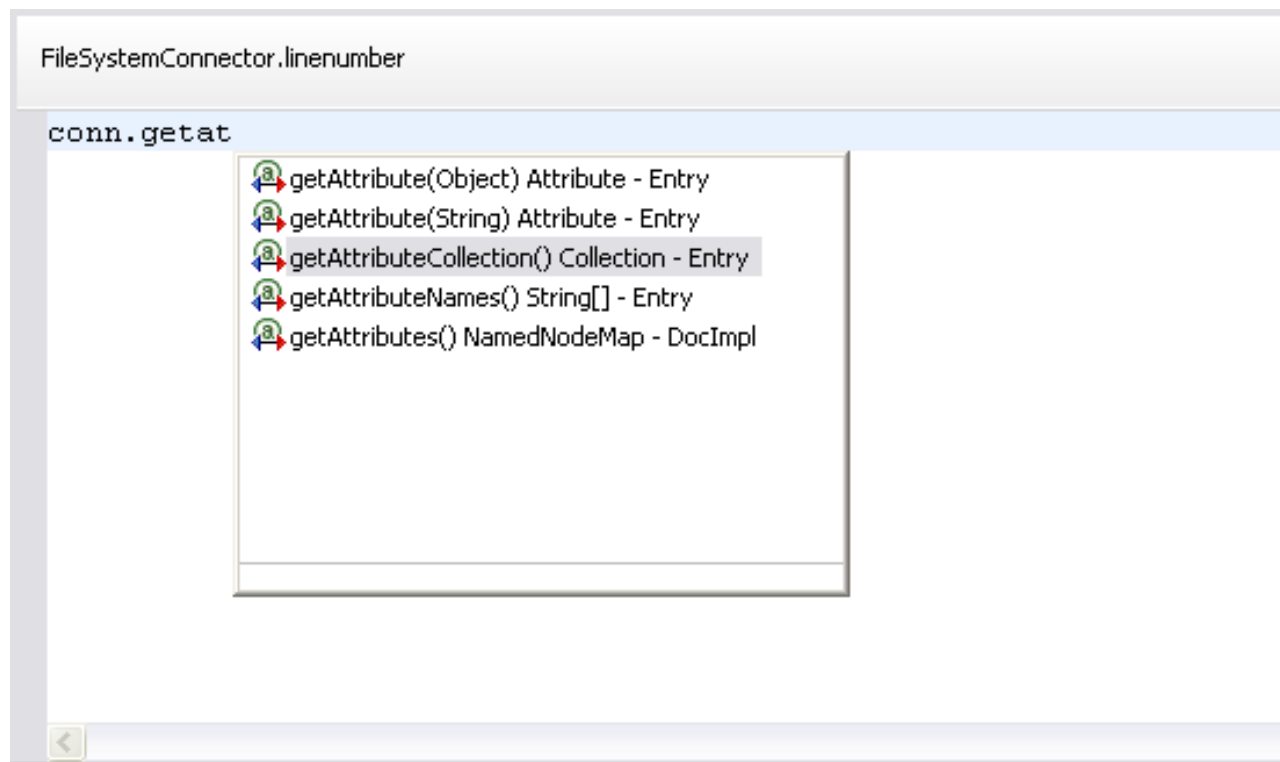 FileSystemConnector.linenumber
conn.getat
getAttribute(Object) Attribute - Entry
getAttribute(String) Attribute - Entry
getAttributeCollection() Collection - Entry
getAttributeNames() String[] - Entry
getAttributes() NamedNodeMap - DocImpl